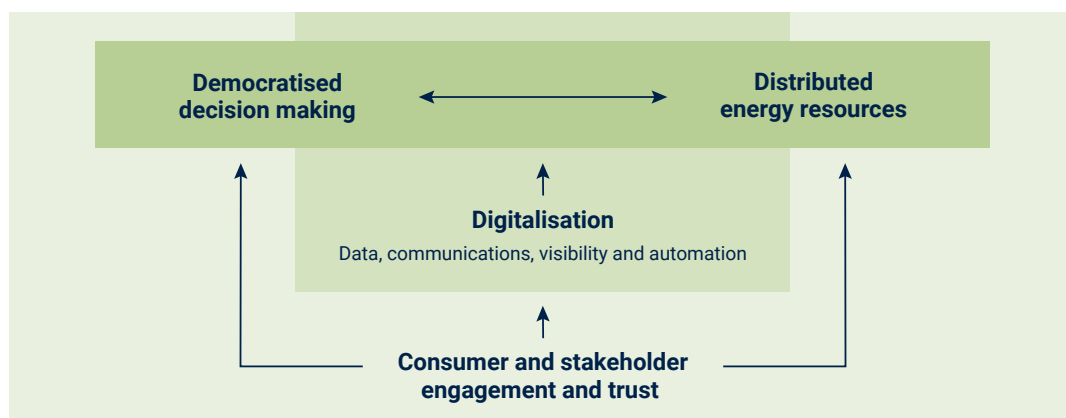 Democratised
decision making
Distributed
energy resources
Digitalisation
Data, communications, visibility and automation
Consumer and stakeholder
engagement and trust